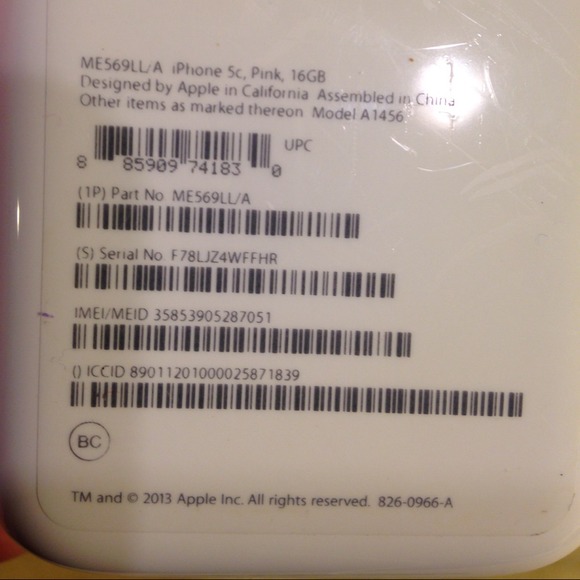 ME569LL/A iPhone 5c, Pink, 16GB
Designed by Apple in California Assembled in China
Other items as marked thereon Model A1456
UPC
8 85909 74183 0
(1P) Part No ME569LL/A
(S) Serial No. F78LJZ4WFFHR
IMEI/MEID 35853905287051
() ICCID 89011201000025871839
BC
TM and © 2013 Apple Inc. All rights reserved. 826-0966-A